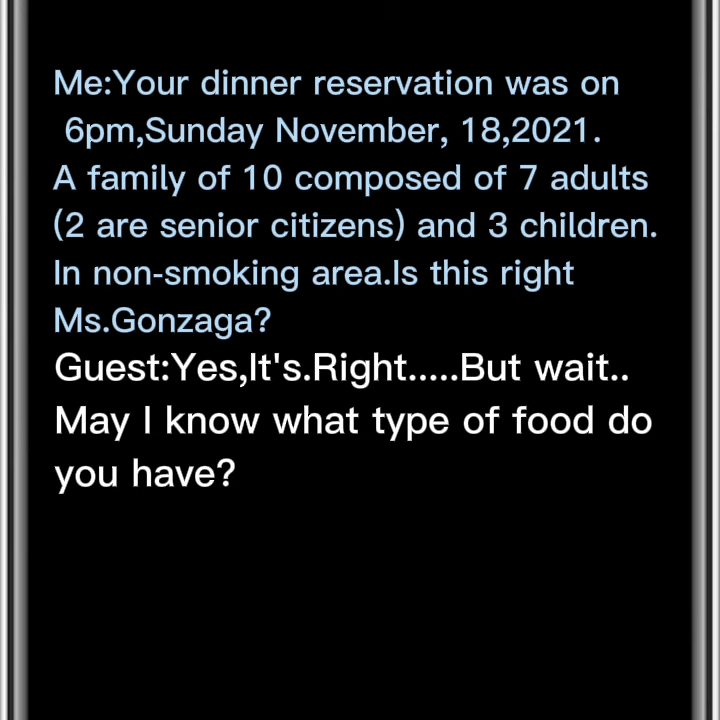 Me:Your dinner reservation was on
6pm,Sunday November, 18,2021.
A family of 10 composed of 7 adults
(2 are senior citizens) and 3 children.
In non-smoking area.Is this right
Ms.Gonzaga?
Guest:Yes,It's.Right.....But wait..
May I know what type of food do
you have?